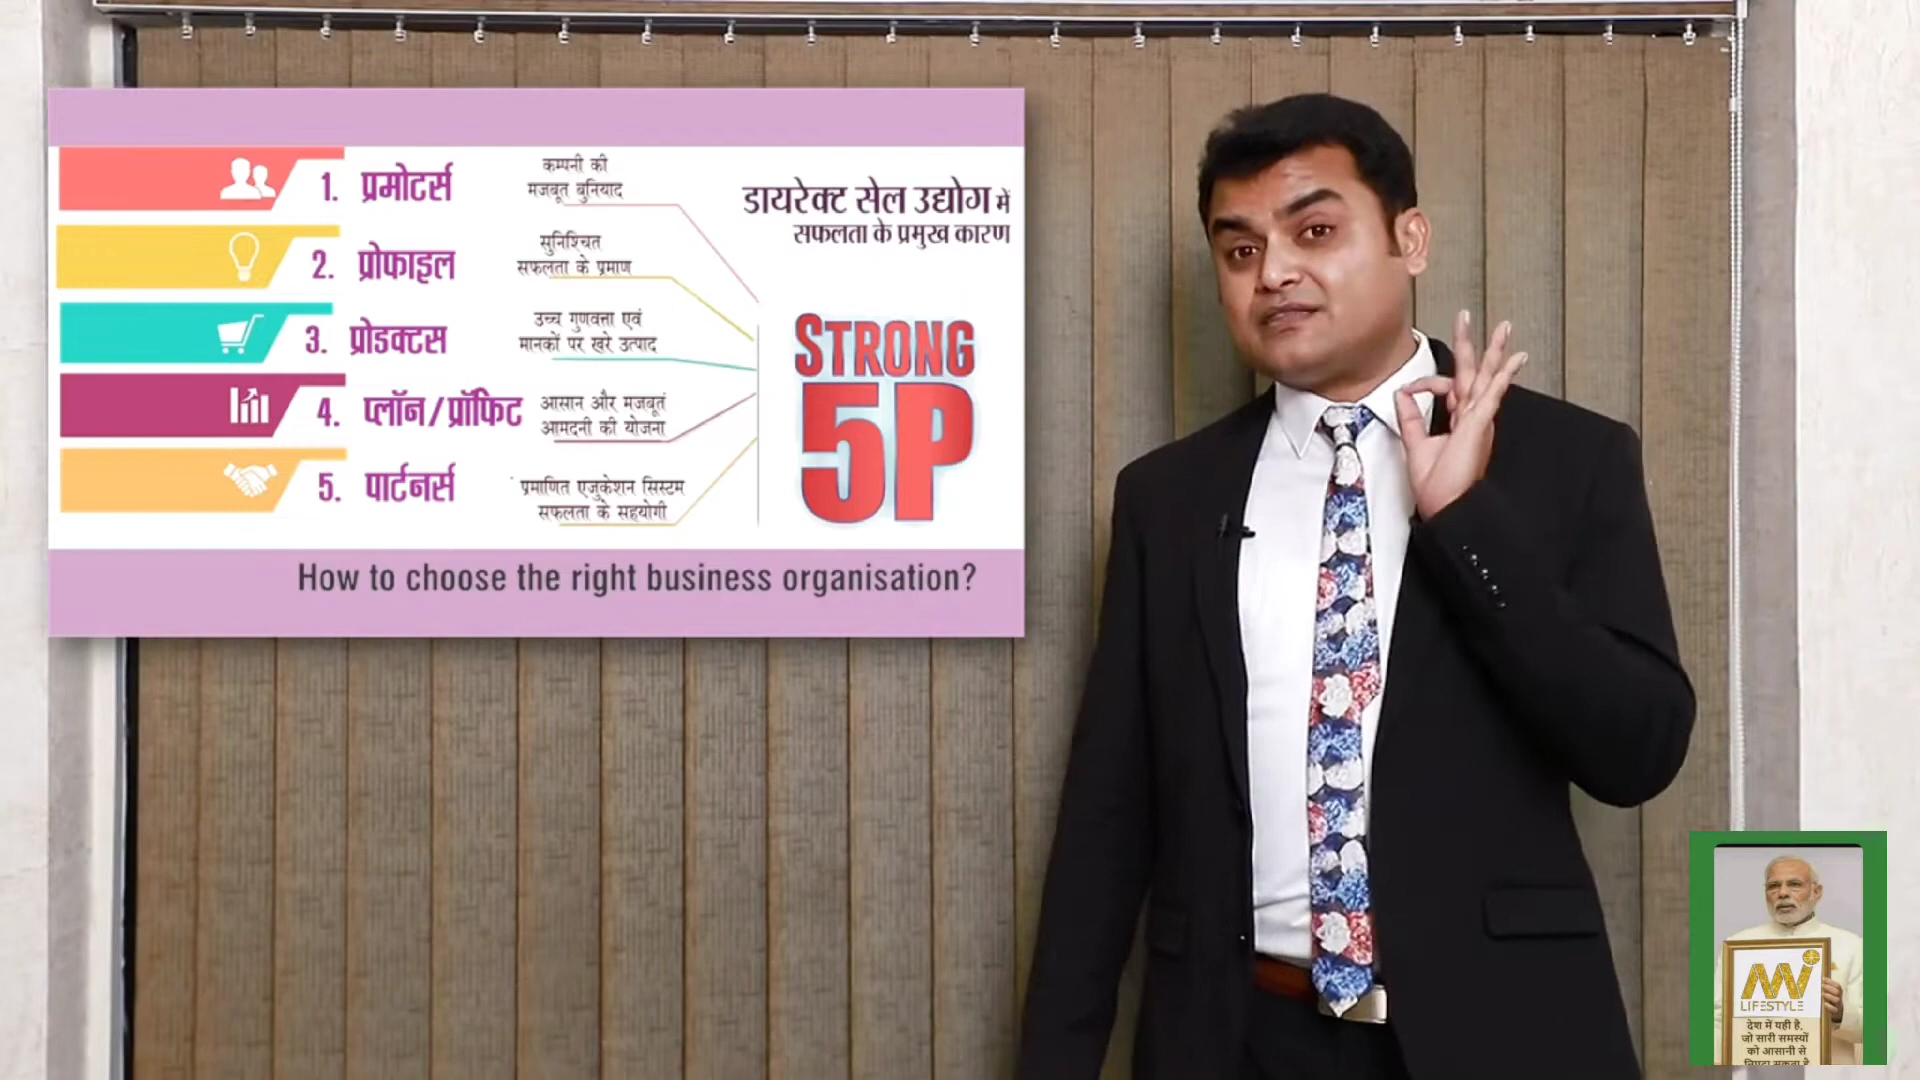 1. प्रमोटर्स
कम्पनी की
मजबूत बुनियाद
2. प्रोफाइल
सुनिश्चित
सफलता के प्रमाण
3. प्रोडक्टस
उच्च गुणवत्ता एवं
मानकों पर खरे उत्पाद
4. प्लॉन/प्रॉफिट
आसान और मजबूत
आमदनी की योजना
5. पार्टनर्स
प्रमाणित एजुकेशन सिस्टम
सफलता के सहयोगी
डायरेक्ट सेल उद्योग में
सफलता के प्रमुख कारण
STRONG
5P
How to choose the right business organisation?
LIFESTYLE
देश में यही है,
जो सारी समस्यों
को आसानी से